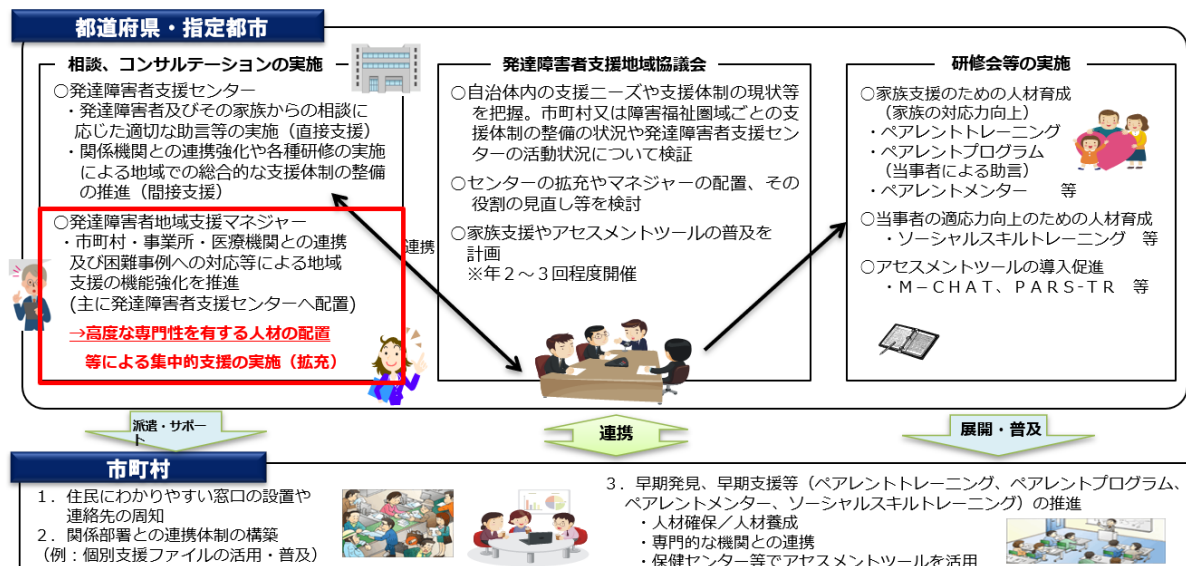 都道府県・指定都市
相談、コンサルテーションの実施
○発達障害者支援センター
・発達障害者及びその家族からの相談に
応じた適切な助言等の実施（直接支援）
・関係機関との連携強化や各種研修の実施
による地域での総合的な支援体制の整備
の推進（間接支援）
○発達障害者地域支援マネジャー
・市町村・事業所・医療機関との連携
及び困難事例への対応等による地域
支援の機能強化を推進
(主に発達障害者支援センターへ配置)
→高度な専門性を有する人材の配置
等による集中的支援の実施（拡充）
連携
発達障害者支援地域協議会
○自治体内の支援ニーズや支援体制の現状等
を把握。市町村又は障害福祉圏域ごとの支
援体制の整備の状況や発達障害者支援セン
ターの活動状況について検証
○センターの拡充やマネジャーの配置、その
役割の見直し等を検討
○家族支援やアセスメントツールの普及を
計画
※年２～３回程度開催
研修会等の実施
○家族支援のための人材育成
（家族の対応力向上）
・ペアレントトレーニング
・ペアレントプログラム
（当事者による助言）
・ペアレントメンター　等
○当事者の適応力向上のための人材育成
・ソーシャルスキルトレーニング　等
○アセスメントツールの導入促進
・Ｍ－ＣＨＡＴ、ＰＡＲＳ-ＴＲ　等
派遣・サポー
ト
連携
展開・普及
市町村
１．住民にわかりやすい窓口の設置や
連絡先の周知
２．関係部署との連携体制の構築
（例：個別支援ファイルの活用・普及）
３．早期発見、早期支援等（ペアレントトレーニング、ペアレントプログラム、
ペアレントメンター、ソーシャルスキルトレーニング）の推進
・人材確保／人材養成
・専門的な機関との連携
・保健センター等でアセスメントツールを活用